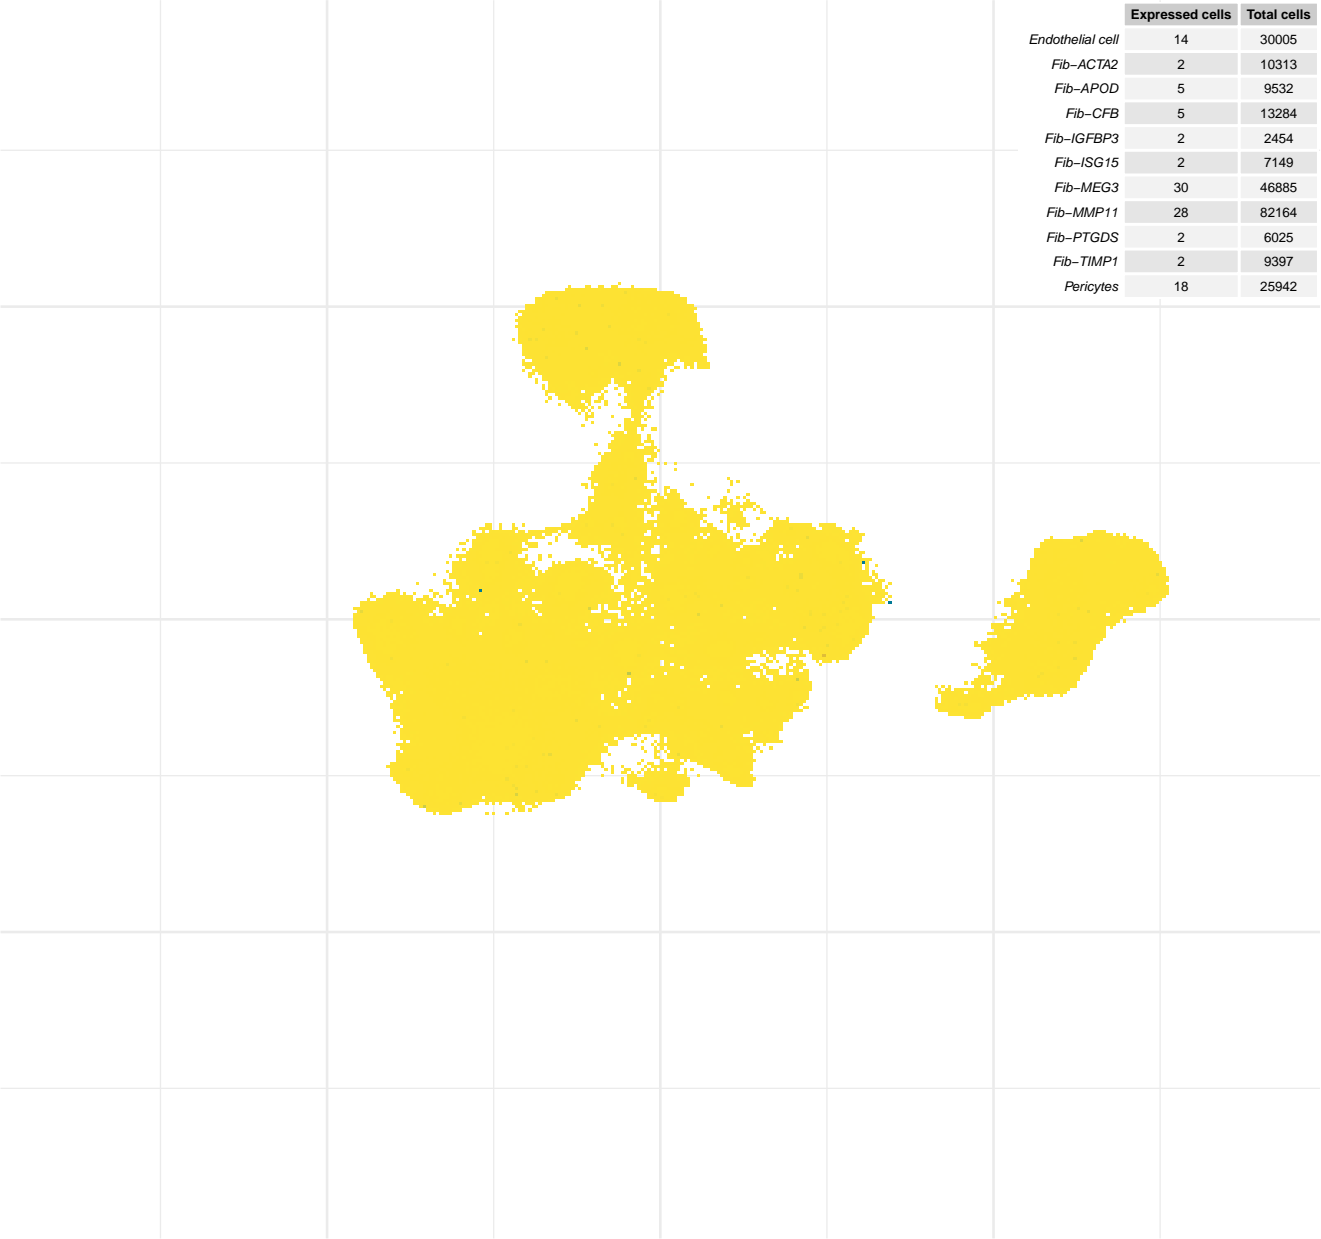 Expressed cells Total cells
Endothelial cell 14 30005
Fib−ACTA2 2 10313
Fib−APOD 5 9532
Fib−CFB 5 13284
Fib−IGFBP3 2 2454
Fib−ISG15 2 7149
Fib−MEG3 30 46885
Fib−MMP11 28 82164
Fib−PTGDS 2 6025
Fib−TIMP1 2 9397
Pericytes 18 25942